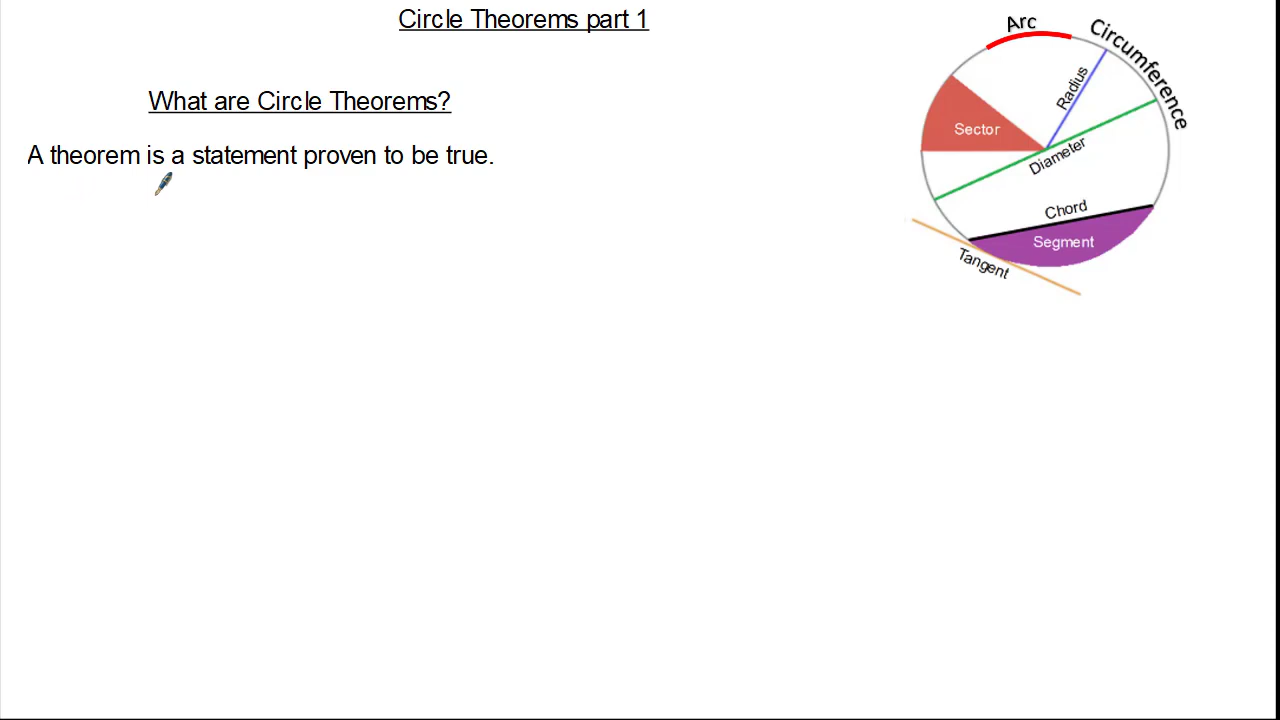 Circle Theorems part 1
What are Circle Theorems?
A theorem is a statement proven to be true.
Arc
Circumference
Radius
Sector
Diameter
Chord
Segment
Tangent